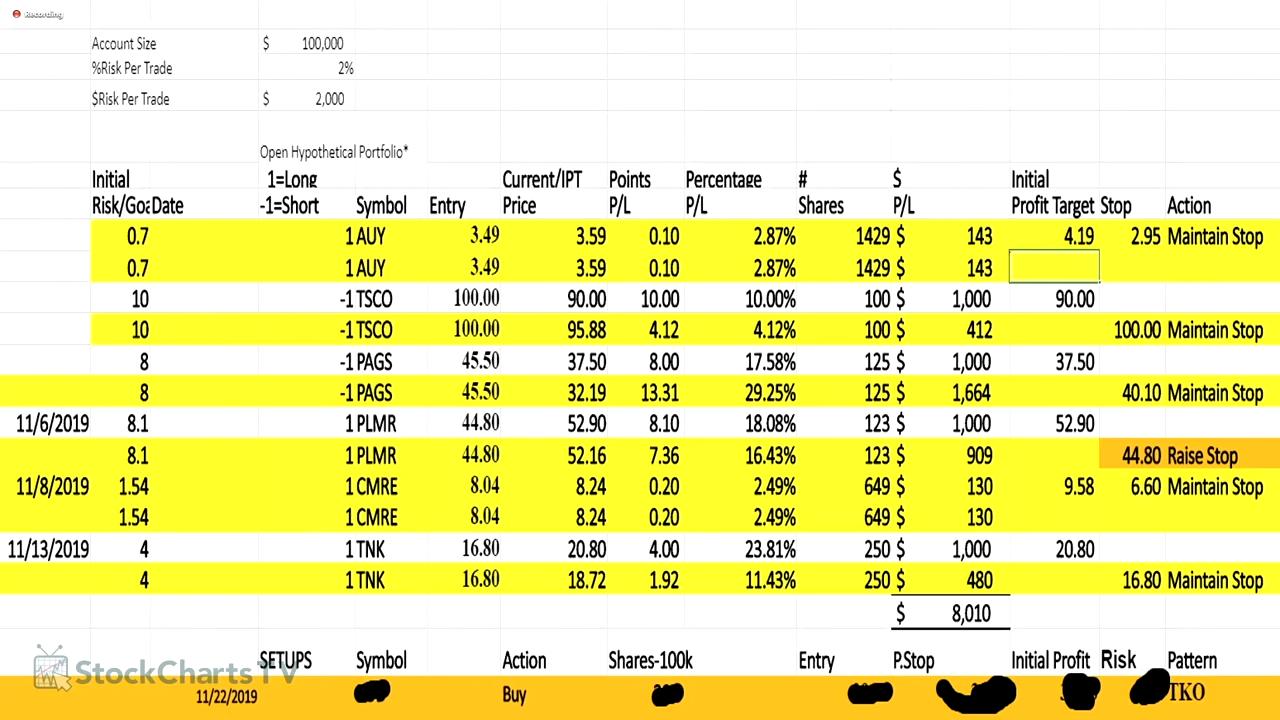 Recording
Account Size $ 100,000
%Risk Per Trade 2%
$Risk Per Trade $ 2,000
Open Hypothetical Portfolio*
Initial 1=Long Current/IPT Points Percentage # $ Initial
Risk/Goa Date -1=Short Symbol Entry Price P/L P/L Shares P/L Profit Target Stop Action
0.7 1 AUY 3.49 3.59 0.10 2.87% 1429 $ 143 4.19 2.95 Maintain Stop
0.7 1 AUY 3.49 3.59 0.10 2.87% 1429 $ 143
10 -1 TSCO 100.00 90.00 10.00 10.00% 100 $ 1,000 90.00
10 -1 TSCO 100.00 95.88 4.12 4.12% 100 $ 412 100.00 Maintain Stop
8 -1 PAGS 45.50 37.50 8.00 17.58% 125 $ 1,000 37.50
8 -1 PAGS 45.50 32.19 13.31 29.25% 125 $ 1,664 40.10 Maintain Stop
11/6/2019 8.1 1 PLMR 44.80 52.90 8.10 18.08% 123 $ 1,000 52.90
8.1 1 PLMR 44.80 52.16 7.36 16.43% 123 $ 909 44.80 Raise Stop
11/8/2019 1.54 1 CMRE 8.04 8.24 0.20 2.49% 649 $ 130 9.58 6.60 Maintain Stop
1.54 1 CMRE 8.04 8.24 0.20 2.49% 649 $ 130
11/13/2019 4 1 TNK 16.80 20.80 4.00 23.81% 250 $ 1,000 20.80
4 1 TNK 16.80 18.72 1.92 11.43% 250 $ 480 16.80 Maintain Stop
$ 8,010
SETUPS Symbol Action Shares-100k Entry P.Stop Initial Profit Risk Pattern
StockCharts TV
11/22/2019 Buy TKO